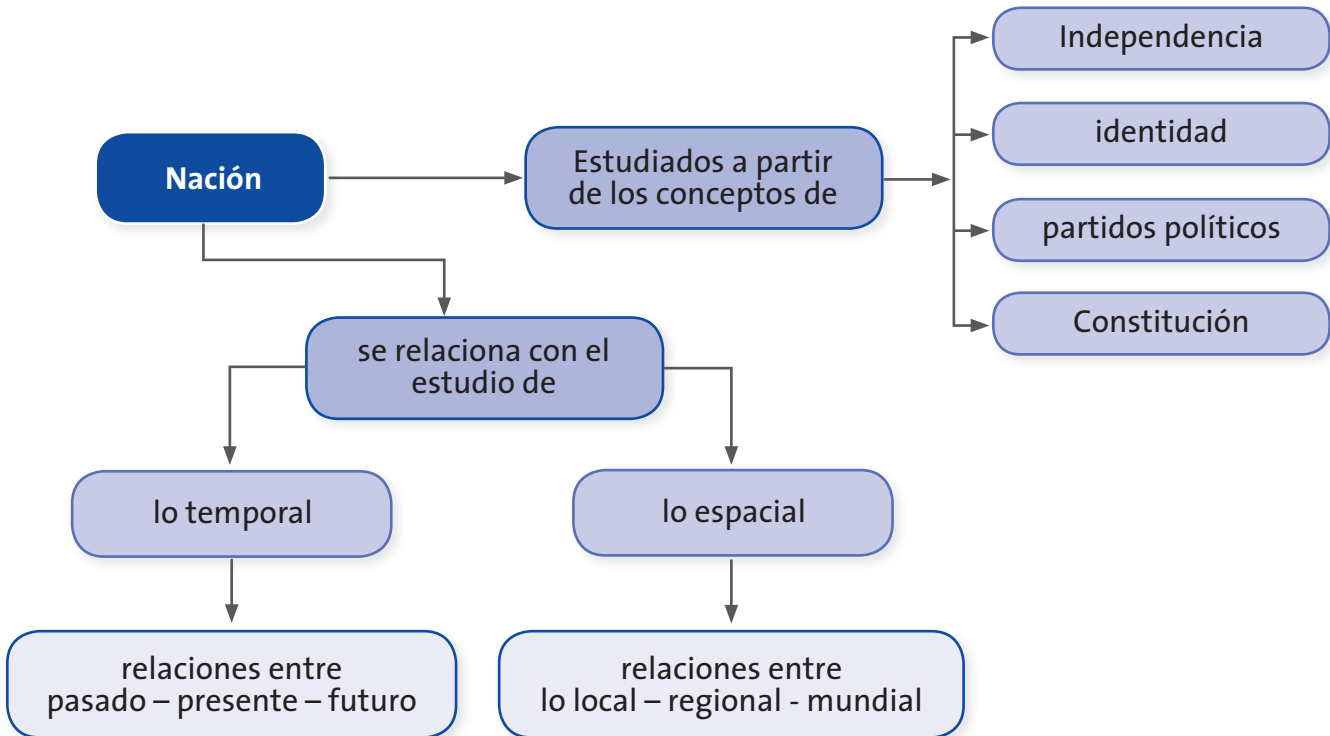 Nación
Estudiados a partir
de los conceptos de
Independencia
identidad
partidos políticos
Constitución
se relaciona con el
estudio de
lo temporal
lo espacial
relaciones entre
pasado – presente – futuro
relaciones entre
lo local – regional - mundial